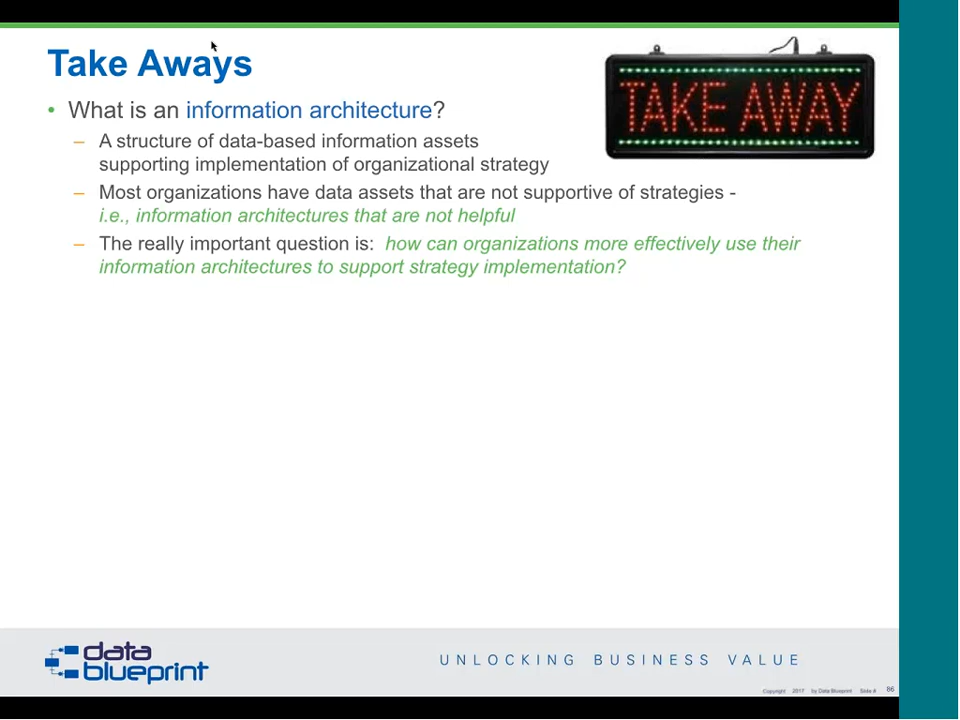 Take Aways
TAKE AWAY
• What is an information architecture?
– A structure of data-based information assets
supporting implementation of organizational strategy
– Most organizations have data assets that are not supportive of strategies -
i.e., information architectures that are not helpful
– The really important question is: how can organizations more effectively use their
information architectures to support strategy implementation?
data
blueprint
UNLOCKING BUSINESS VALUE
Copyright 2017 by Data Blueprint Slide # 86